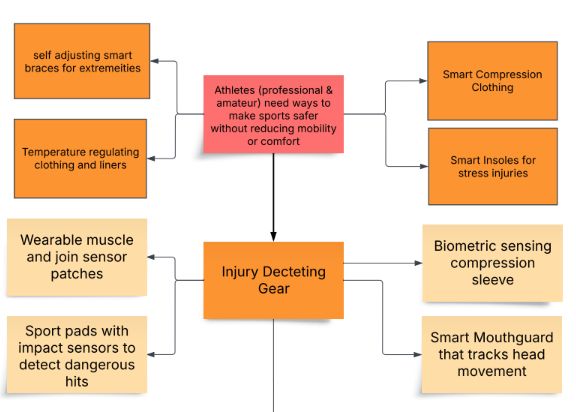 self adjusting smart
braces for extremeities
Athletes (professional &
amateur) need ways to
make sports safer
without reducing mobility
or comfort
Smart Compression
Clothing
Temperature regulating
clothing and liners
Smart Insoles for
stress injuries
Wearable muscle
and join sensor
patches
Injury Decteting
Gear
Biometric sensing
compression
sleeve
Sport pads with
impact sensors to
detect dangerous
hits
Smart Mouthguard
that tracks head
movement